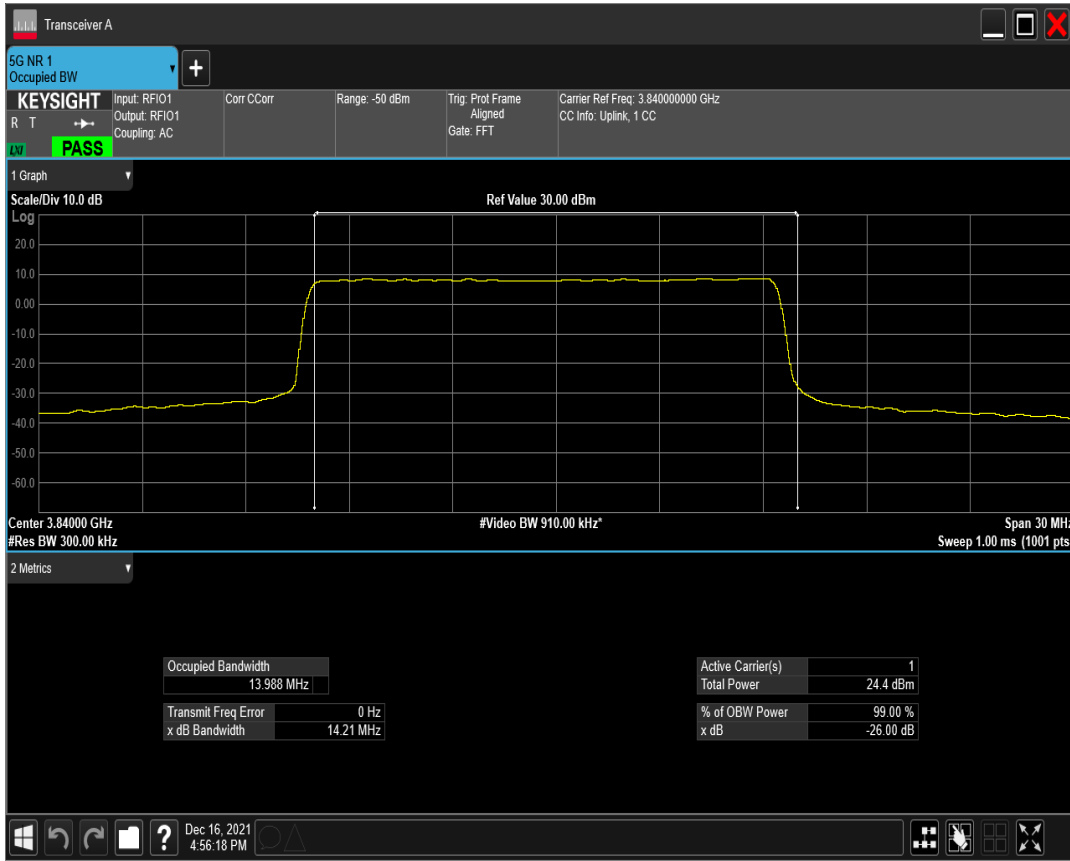 Transceiver A
5G NR 1
Occupied BW
KEYSIGHT
Input: RFIO1
Corr CCorr
Range: -50 dBm
Trig: Prot Frame
Carrier Ref Freq: 3.840000000 GHz
R T
Output: RFIO1
Aligned
CC Info: Uplink, 1 CC
Coupling: AC
Gate: FFT
LXI
PASS
1 Graph
Scale/Div 10.0 dB
Ref Value 30.00 dBm
Log
20.0
10.0
0.00
-10.0
-20.0
-30.0
-40.0
-50.0
-60.0
Center 3.84000 GHz
#Video BW 910.00 kHz*
Span 30 MHz
#Res BW 300.00 kHz
Sweep 1.00 ms (1001 pts
2 Metrics
Occupied Bandwidth
13.988 MHz
Transmit Freq Error 0 Hz
x dB Bandwidth 14.21 MHz
Active Carrier(s) 1
Total Power 24.4 dBm
% of OBW Power 99.00 %
x dB -26.00 dB
?
Dec 16, 2021
4:56:18 PM